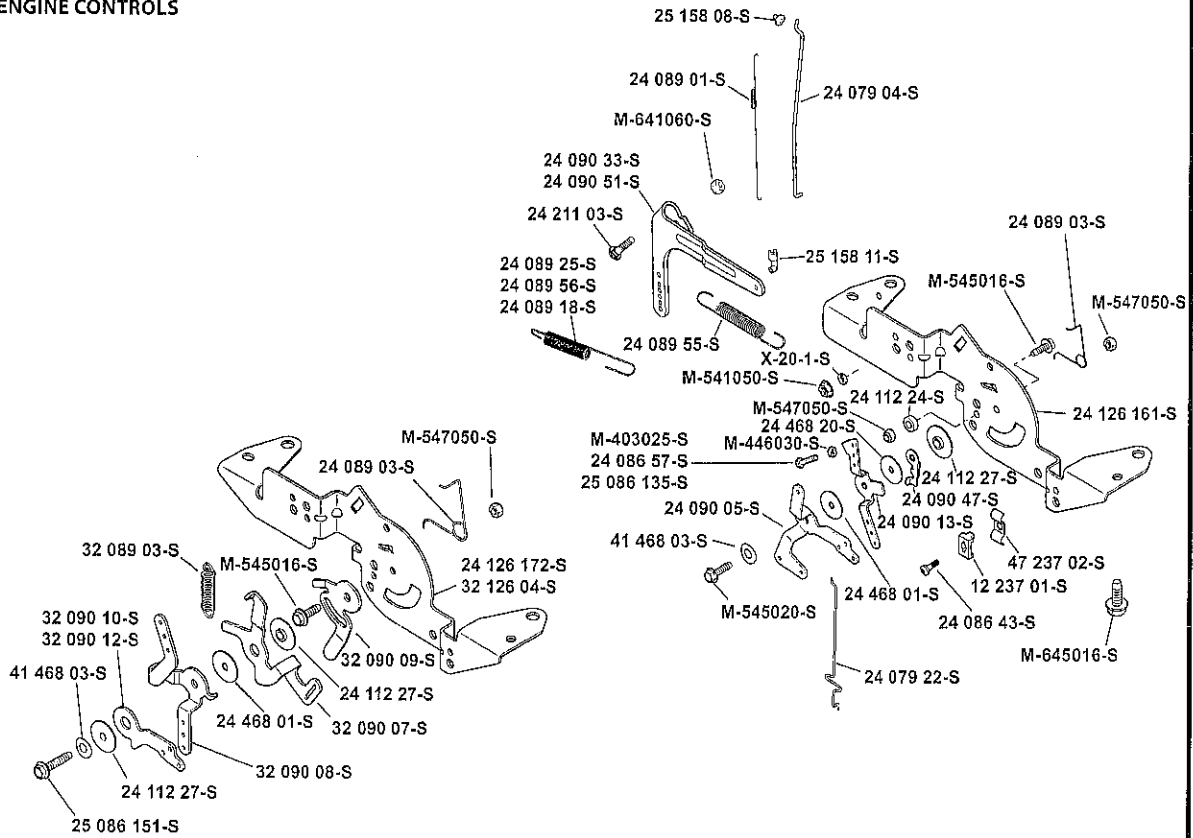 ENGINE CONTROLS
25 158 08-S
24 089 01-S
24 079 04-S
M-641060-S
24 090 33-S
24 090 51-S
24 211 03-S
24 089 03-S
25 158 11-S
24 089 25-S
24 089 56-S
24 089 18-S
M-545016-S
M-547050-S
24 089 55-S
X-20-1-S
M-541050-S
24 112 24-S
M-547050-S
24 468 20-S
24 126 161-S
M-403025-S
24 086 57-S
25 086 135-S
M-446030-S
24 112 27-S
24 090 47-S
24 090 05-S
24 090 13-S
41 468 03-S
47 237 02-S
12 237 01-S
M-545020-S
24 468 01-S
24 086 43-S
M-645016-S
24 079 22-S
M-547050-S
24 089 03-S
32 089 03-S
M-545016-S
24 126 172-S
32 126 04-S
32 090 10-S
32 090 12-S
41 468 03-S
32 090 09-S
24 112 27-S
24 468 01-S
32 090 07-S
32 090 08-S
24 112 27-S
25 086 151-S